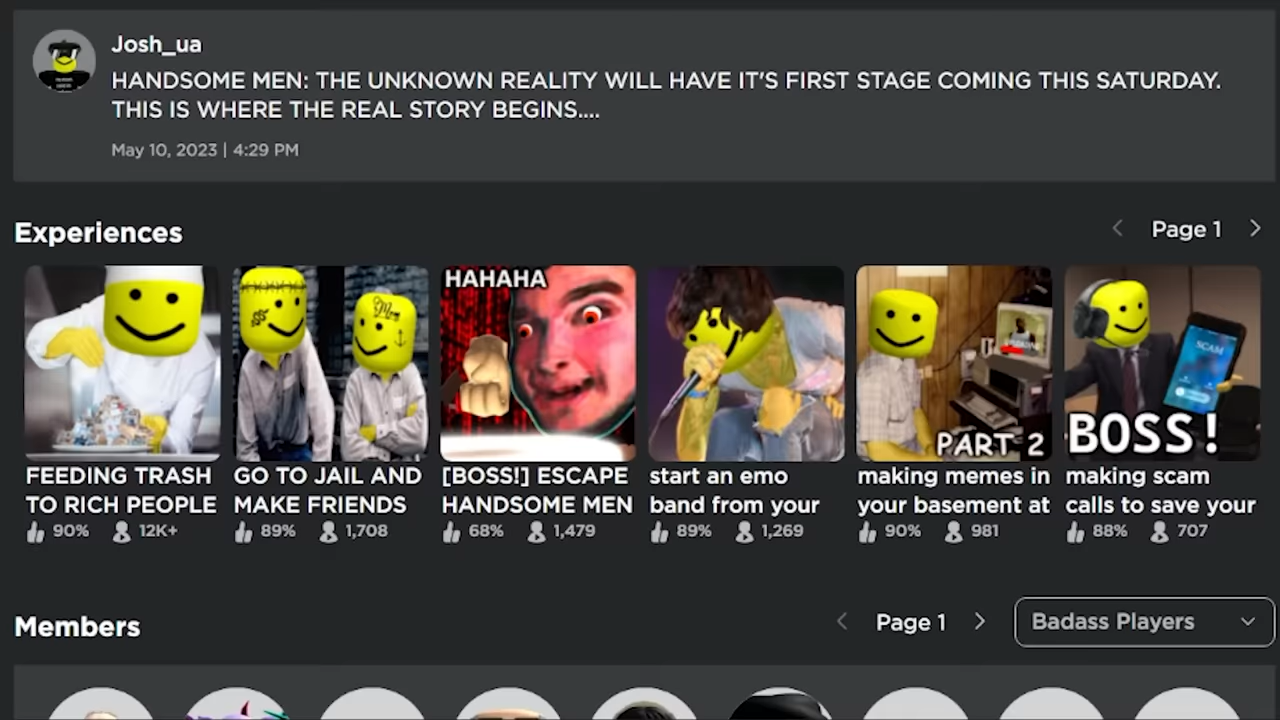 Josh_ua
HANDSOME MEN: THE UNKNOWN REALITY WILL HAVE IT'S FIRST STAGE COMING THIS SATURDAY.
THIS IS WHERE THE REAL STORY BEGINS....
May 10, 2023 | 4:29 PM
Experiences
Page 1
HAHAHA
PART 2
SCAM
BOSS!
FEEDING TRASH
TO RICH PEOPLE
90% 12K+
GO TO JAIL AND
MAKE FRIENDS
89% 1,708
[BOSS!] ESCAPE
HANDSOME MEN
68% 1,479
start an emo
band from your
89% 1,269
making memes in
your basement at
90% 981
making scam
calls to save your
88% 707
Members
Page 1
Badass Players